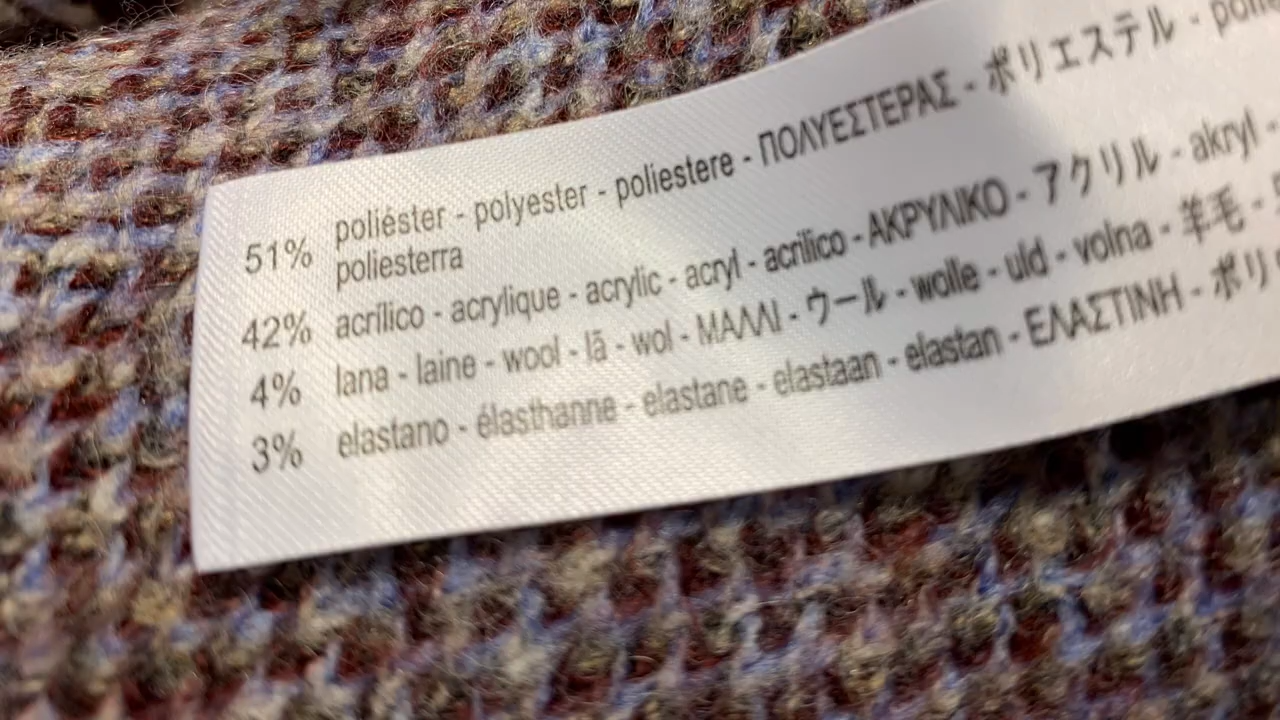 51% poliéster - polyester - poliestere - ΠΟΛΥΕΣΤΕΡΑΣ - ポリエステル -
poliesterra
42% acrílico - acrylique - acrylic - acryl - acrilico - ΑΚΡΥΛΙΚΟ - アクリル - akryl -
4% lana - laine - wool - lã - wol - ΜΑΛΛΙ - ウール - wolle - uld - volna - 羊毛 -
3% elastano - élasthanne - elastane - elastaan - elastan - ΕΛΑΣΤΙΝΗ -